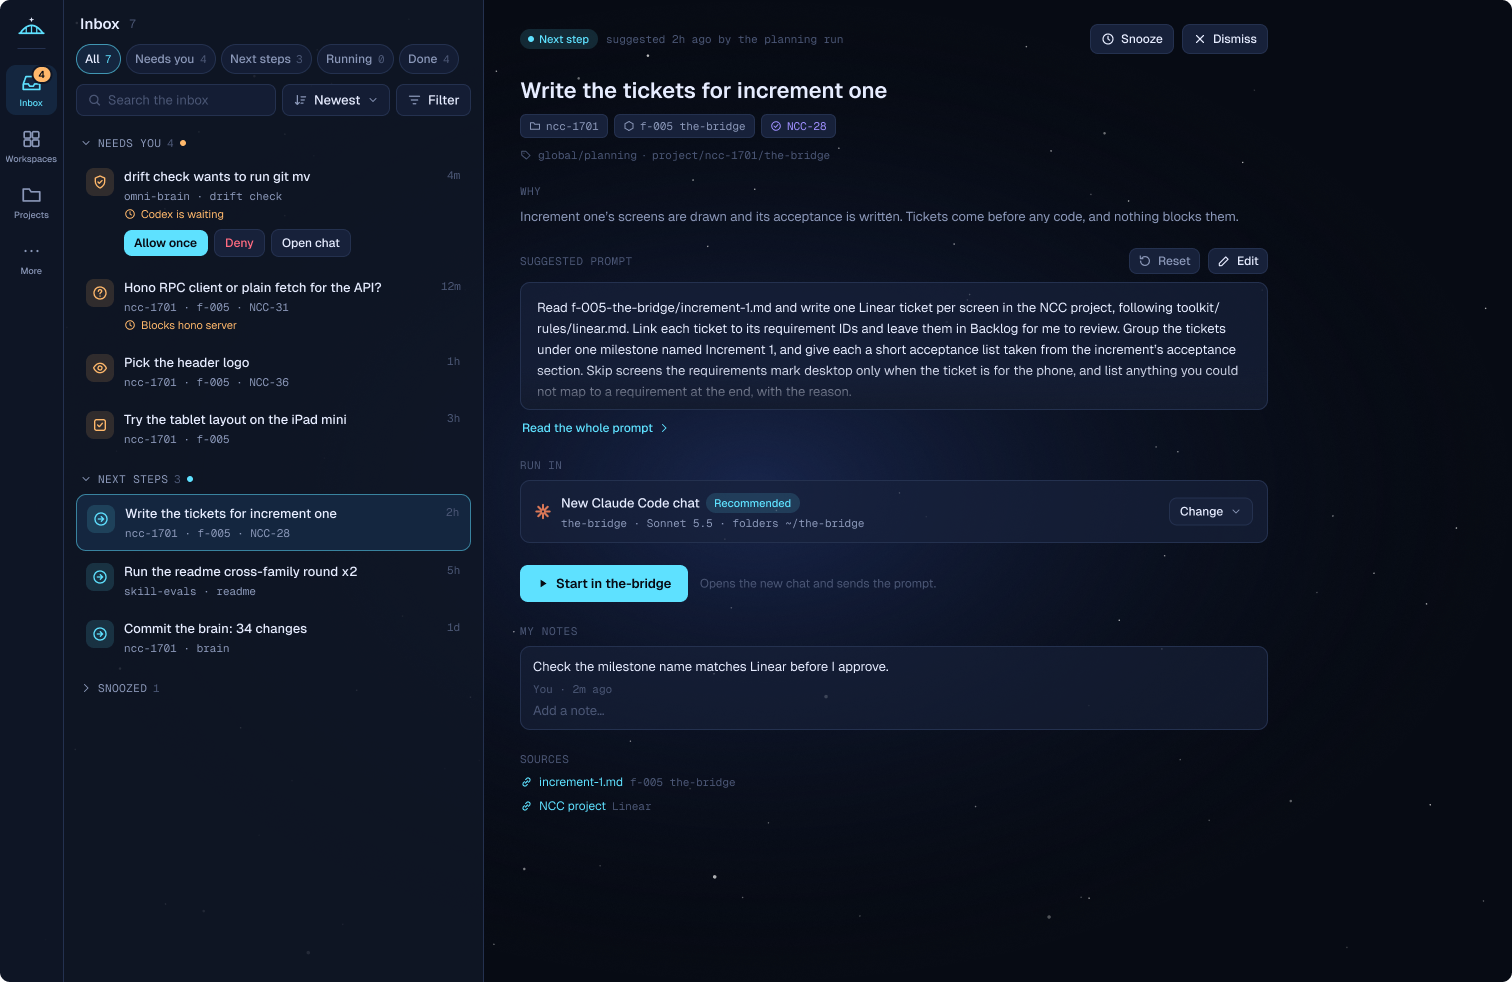 4
Inbox
Workspaces
Projects
More
Inbox 7
All 7
Needs you 4
Next steps 3
Running 0
Done 4
Search the inbox
Newest
Filter
NEEDS YOU 4
drift check wants to run git mv 4m
omni-brain · drift check
Codex is waiting
Allow once
Deny
Open chat
Hono RPC client or plain fetch for the API? 12m
ncc-1701 · f-005 · NCC-31
Blocks hono server
Pick the header logo 1h
ncc-1701 · f-005 · NCC-36
Try the tablet layout on the iPad mini 3h
ncc-1701 · f-005
NEXT STEPS 3
Write the tickets for increment one 2h
ncc-1701 · f-005 · NCC-28
Run the readme cross-family round x2 5h
skill-evals · readme
Commit the brain: 34 changes 1d
ncc-1701 · brain
SNOOZED 1
Next step suggested 2h ago by the planning run
Snooze
Dismiss
Write the tickets for increment one
ncc-1701
f-005 the-bridge
NCC-28
global/planning · project/ncc-1701/the-bridge
WHY
Increment one's screens are drawn and its acceptance is written. Tickets come before any code, and nothing blocks them.
SUGGESTED PROMPT
Reset
Edit
Read f-005-the-bridge/increment-1.md and write one Linear ticket per screen in the NCC project, following toolkit/
rules/linear.md. Link each ticket to its requirement IDs and leave them in Backlog for me to review. Group the tickets
under one milestone named Increment 1, and give each a short acceptance list taken from the increment's acceptance
section. Skip screens the requirements mark desktop only when the ticket is for the phone, and list anything you could
not map to a requirement at the end, with the reason.
Read the whole prompt
RUN IN
New Claude Code chat Recommended
the-bridge · Sonnet 5.5 · folders ~/the-bridge
Change
Start in the-bridge
Opens the new chat and sends the prompt.
MY NOTES
Check the milestone name matches Linear before I approve.
You · 2m ago
Add a note...
SOURCES
increment-1.md f-005 the-bridge
NCC project Linear